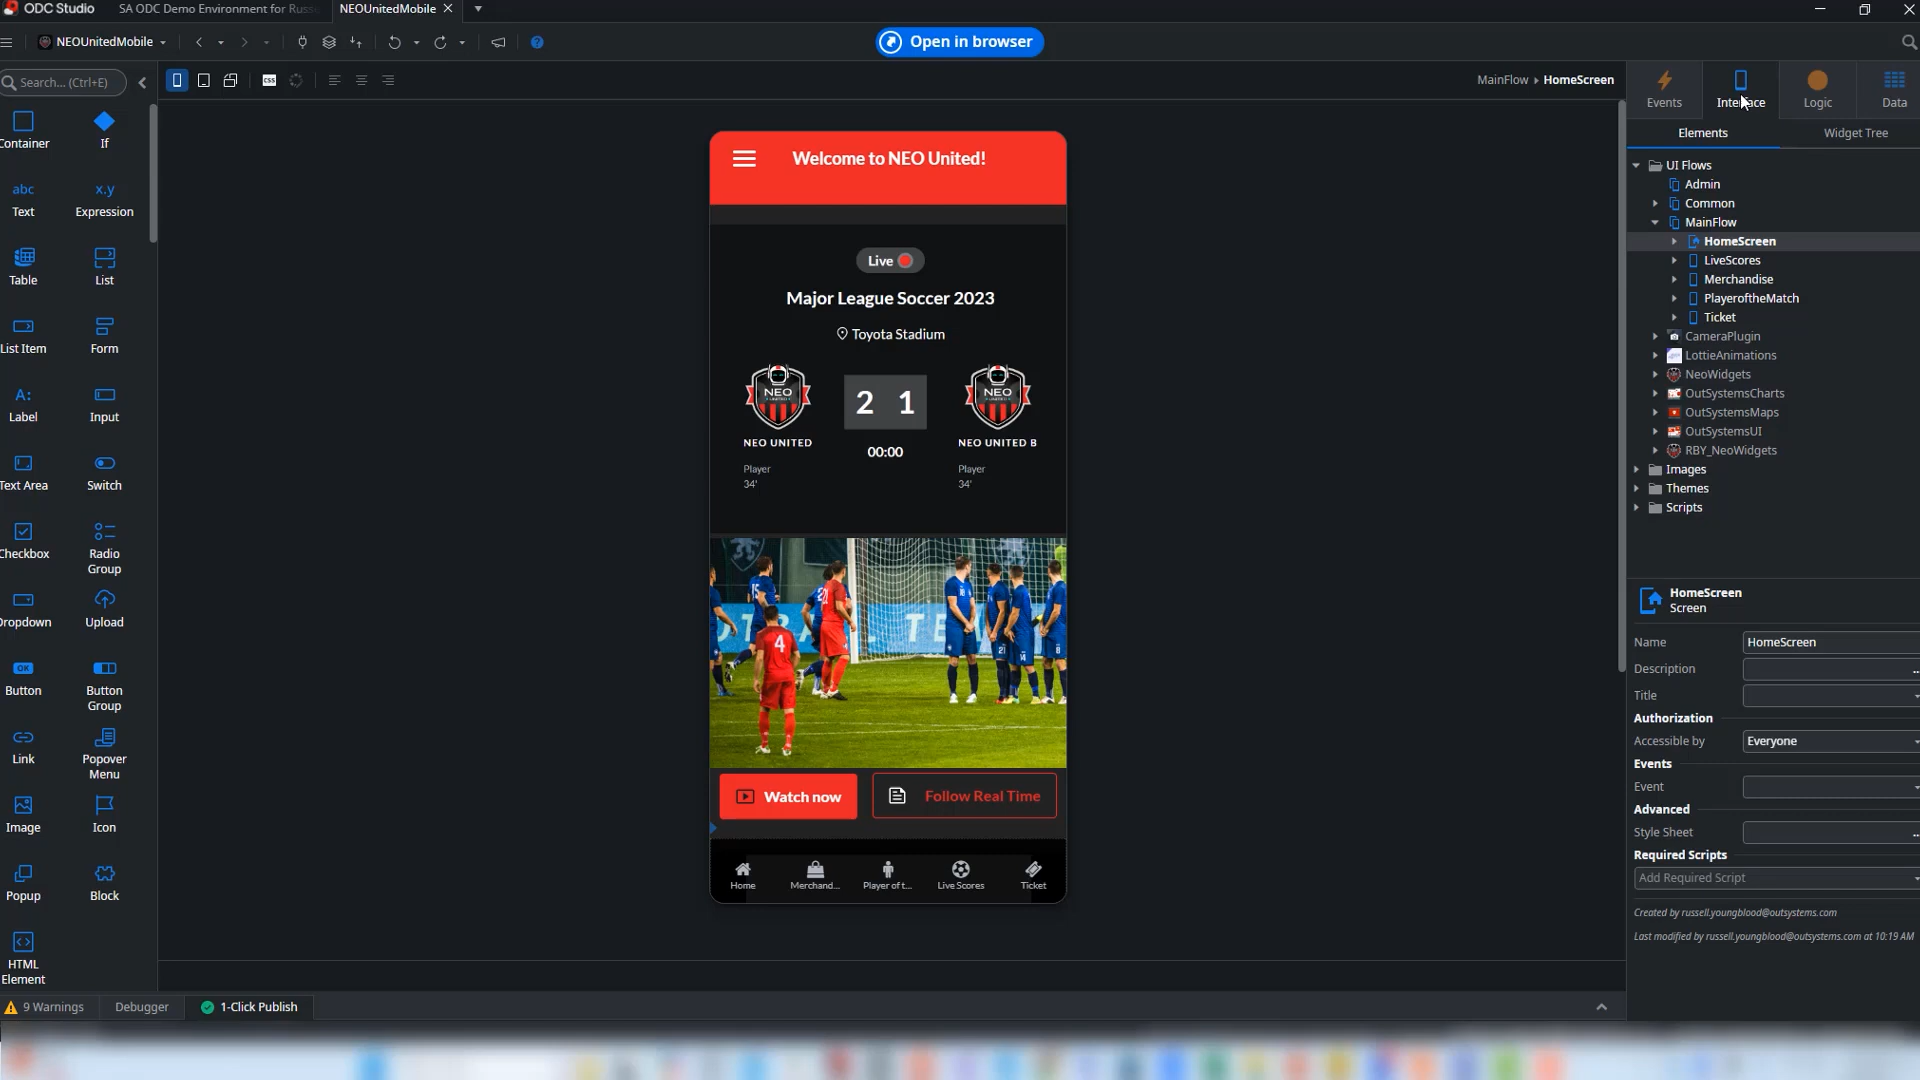 ODC Studio
SA ODC Demo Environment for Russ
NEOUnitedMobile
NEOUnitedMobile
Open in browser
Search... (Ctrl+E)
css
MainFlow
HomeScreen
Events
Interface
Logic
Data
Elements
Widget Tree
Container
If
abc
Text
x.y
Expression
Table
List
List Item
Form
A:
Label
Input
Text Area
Switch
Checkbox
Radio
Group
Dropdown
Upload
OK
Button
Button
Group
Link
Popover
Menu
Image
Icon
Popup
Block
HTML
Element
Welcome to NEO United!
Live
Major League Soccer 2023
Toyota Stadium
NEO
NEO
2 1
NEO UNITED
NEO UNITED B
00:00
Player
34'
Player
34'
4
Watch now
Follow Real Time
Home
Merchand...
Player of t...
Live Scores
Ticket
UI Flows
Admin
Common
MainFlow
HomeScreen
LiveScores
Merchandise
PlayeroftheMatch
Ticket
CameraPlugin
LottieAnimations
NeoWidgets
OutSystemsCharts
OutSystemsMaps
OutSystemsUI
RBY_NeoWidgets
Images
Themes
Scripts
HomeScreen
Screen
Name
HomeScreen
Description
...
Title
Authorization
Accessible by
Everyone
Events
Event
Advanced
Style Sheet
...
Required Scripts
Add Required Script
Created by russell.youngblood@outsystems.com
Last modified by russell.youngblood@outsystems.com at 10:19 AM
9 Warnings
Debugger
1-Click Publish